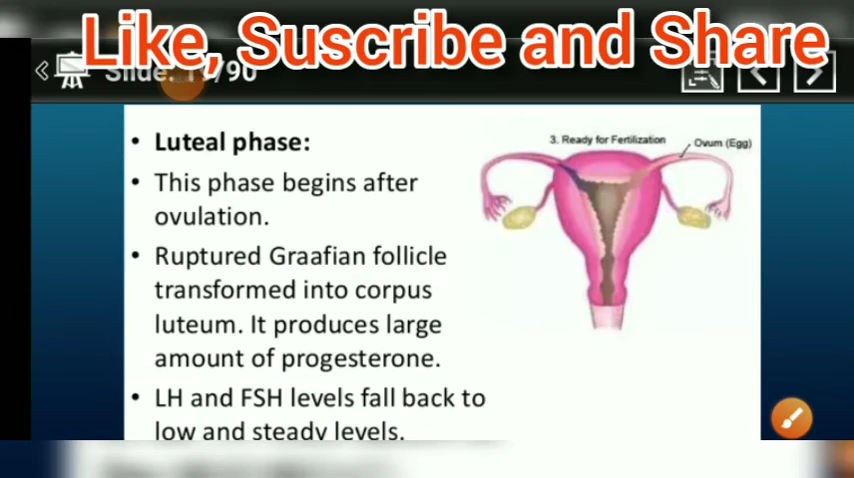 Like, Suscribe and Share
Slide: 19/90
• Luteal phase:
• This phase begins after
ovulation.
• Ruptured Graafian follicle
transformed into corpus
luteum. It produces large
amount of progesterone.
• LH and FSH levels fall back to
low and steady levels.
3. Ready for Fertilization
Ovum (Egg)